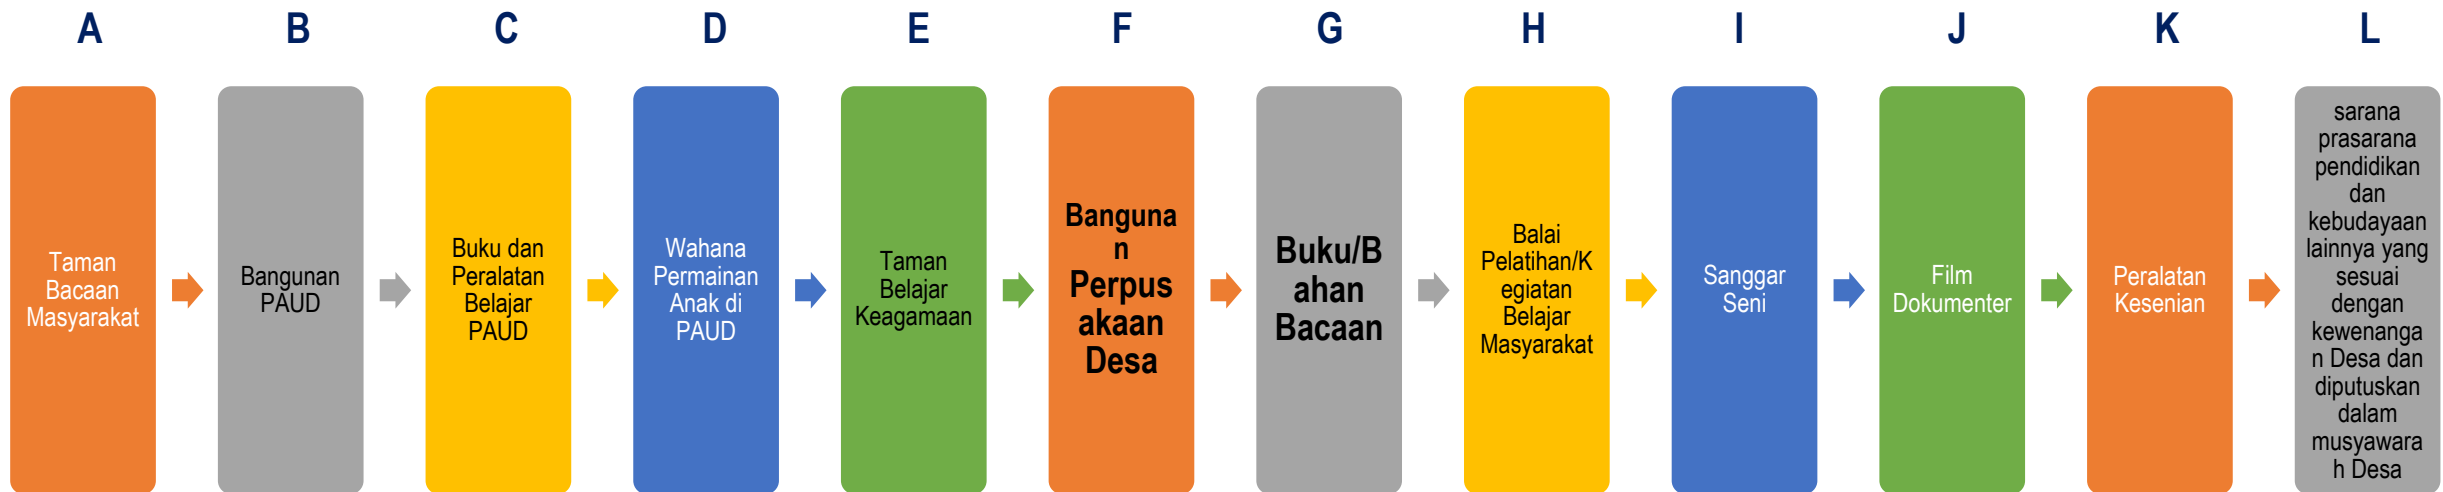 A B C D E F G H I J K L
Taman
Bacaan
Masyarakat
Bangunan
PAUD
Buku dan
Peralatan
Belajar
PAUD
Wahana
Permainan
Anak di
PAUD
Taman
Belajar
Keagamaan
Banguna
n
Perpus
akaan
Desa
Buku/B
ahan
Bacaan
Balai
Pelatihan/K
egiatan
Belajar
Masyarakat
Sanggar
Seni
Film
Dokumenter
Peralatan
Kesenian
sarana
prasarana
pendidikan
dan
kebudayaan
lainnya yang
sesuai
dengan
kewenanga
n Desa dan
diputuskan
dalam
musyawara
h Desa